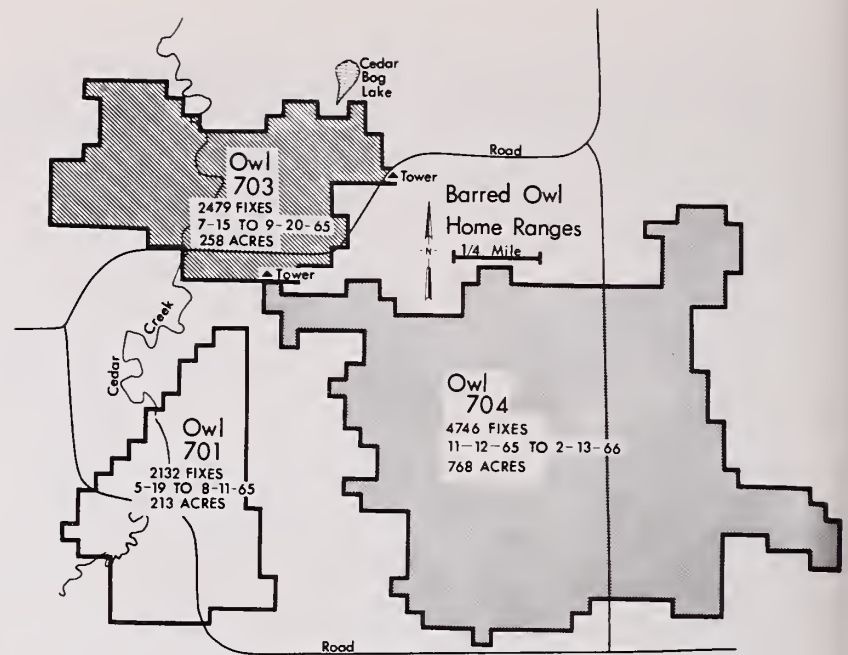 Cedar
Bog
Lake
Road
Owl
703
2479 FIXES
7-15 TO 9-20-65
258 ACRES
Tower
Barred Owl
Home Ranges
-N-
1/4 Mile
Tower
Cedar Creek
Owl
704
4746 FIXES
11-12-65 TO 2-13-66
768 ACRES
Owl
701
2132 FIXES
5-19 TO 8-11-65
213 ACRES
Road